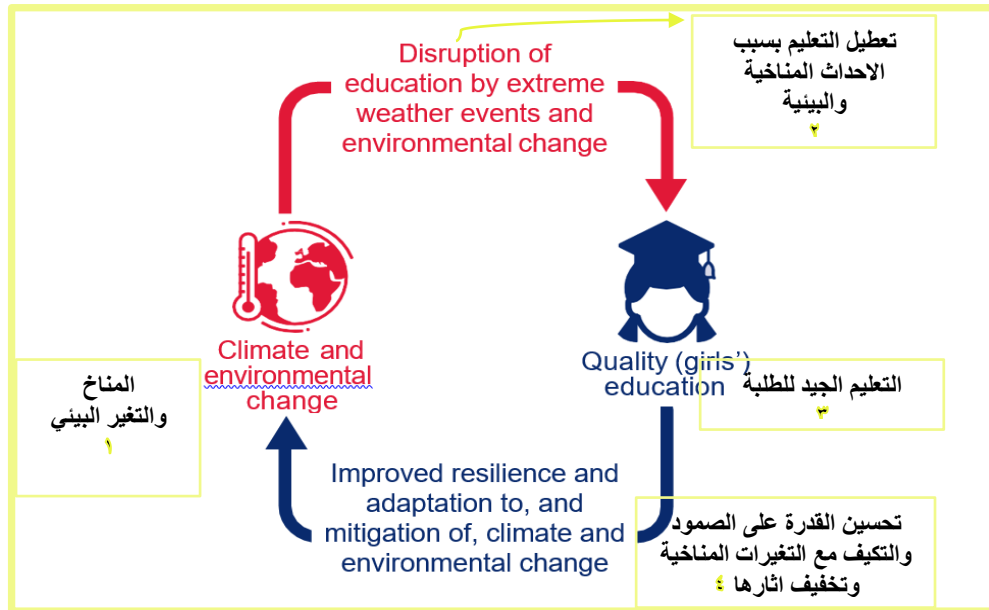 Disruption of
education by extreme
weather events and
environmental change
تعطيل التعليم بسبب
الاحداث المناخية
والبيئية
٢
Climate and
environmental
change
المناخ
والتغير البيئي
١
Quality (girls')
education
التعليم الجيد للطلبة
٣
Improved resilience and
adaptation to, and
mitigation of, climate and
environmental change
تحسين القدرة على الصمود
والتكيف مع التغيرات المناخية
وتخفيف اثارها ٤